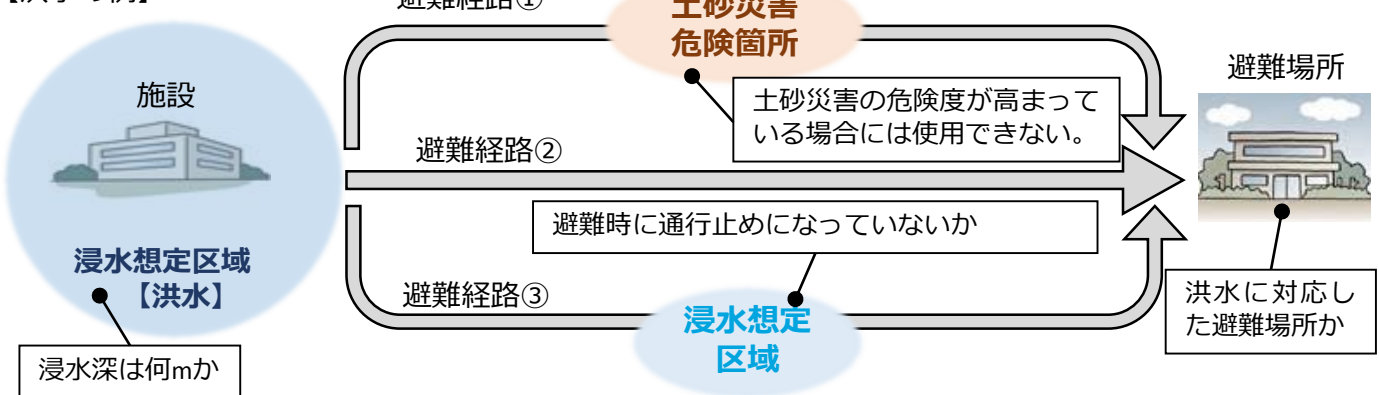 避難経路①
土砂災害
危険箇所
避難場所
施設
土砂災害の危険度が高まって
いる場合には使用できない。
避難経路②
避難時に通行止めになっていないか
浸水想定区域
【洪水】
避難経路③
浸水想定
区域
洪水に対応し
た避難場所か
浸水深は何mか